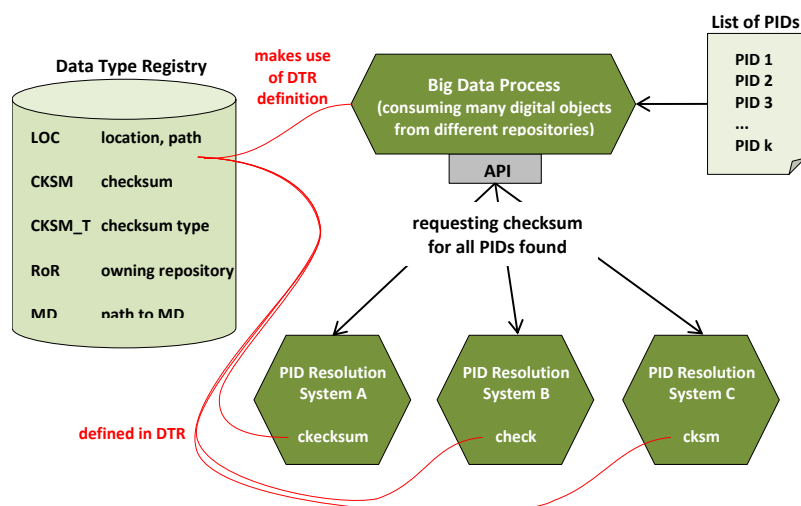 List of PIDs
PID 1
PID 2
PID 3
...
PID k
makes use
of DTR
definition
Big Data Process
(consuming many digital objects
from different repositories)
API
Data Type Registry
LOC location, path
CKSM checksum
CKSM_T checksum type
RoR owning repository
MD path to MD
requesting checksum
for all PIDs found
PID Resolution
System A
ckecksum
PID Resolution
System B
check
PID Resolution
System C
cksm
defined in DTR